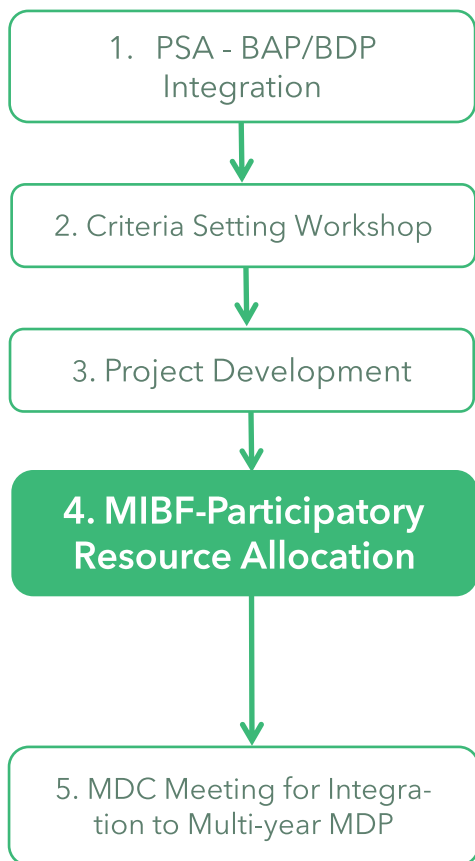 1. PSA - BAP/BDP
Integration
2. Criteria Setting Workshop
3. Project Development
4. MIBF-Participatory
Resource Allocation
5. MDC Meeting for Integra-
tion to Multi-year MDP